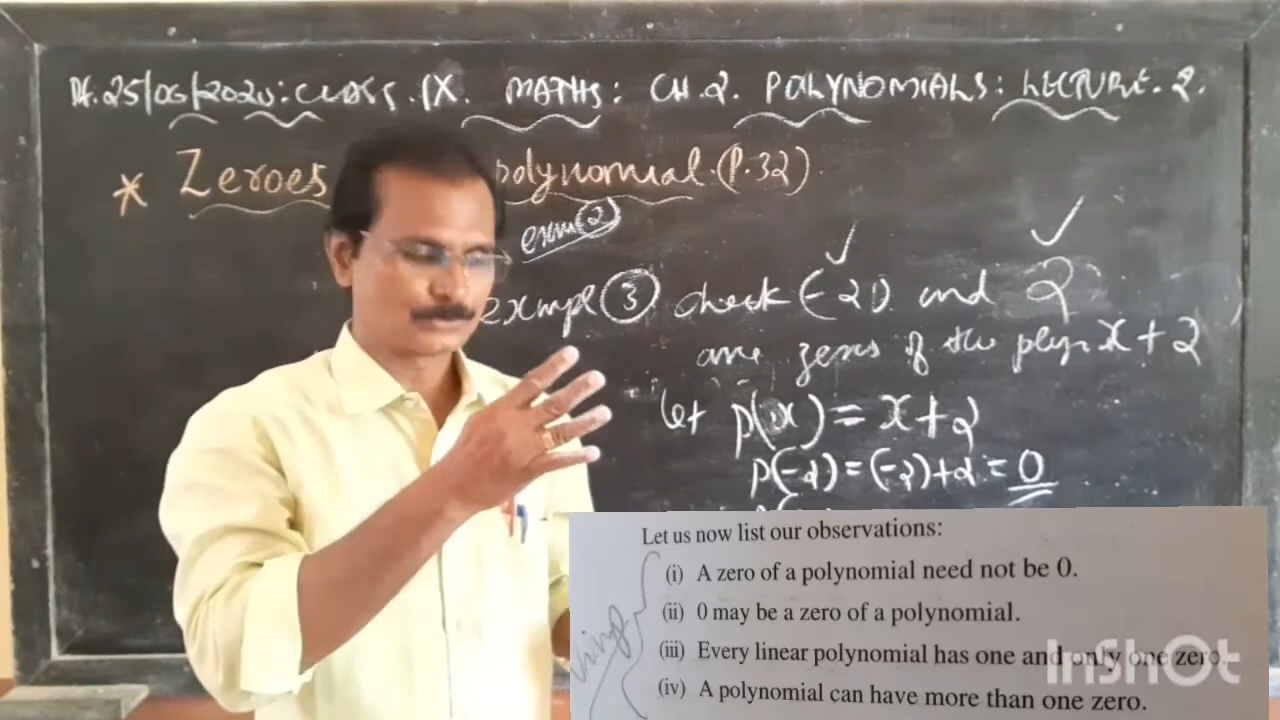 Dt. 25/06/2020: CLASS. IX. MATHS: CH.2. POLYNOMIALS: LECTURE. 2.
* Zeroes polynomial. (P.32)
exm (2)
exmpl (3) check (-2) and 2
are zeros of the polyn x + 2
let p(x) = x+2
p(-2) = (-2)+2 = 0
Let us now list our observations:
(i) A zero of a polynomial need not be 0.
(ii) 0 may be a zero of a polynomial.
(iii) Every linear polynomial has one and only one zero.
(iv) A polynomial can have more than one zero.
InShOt